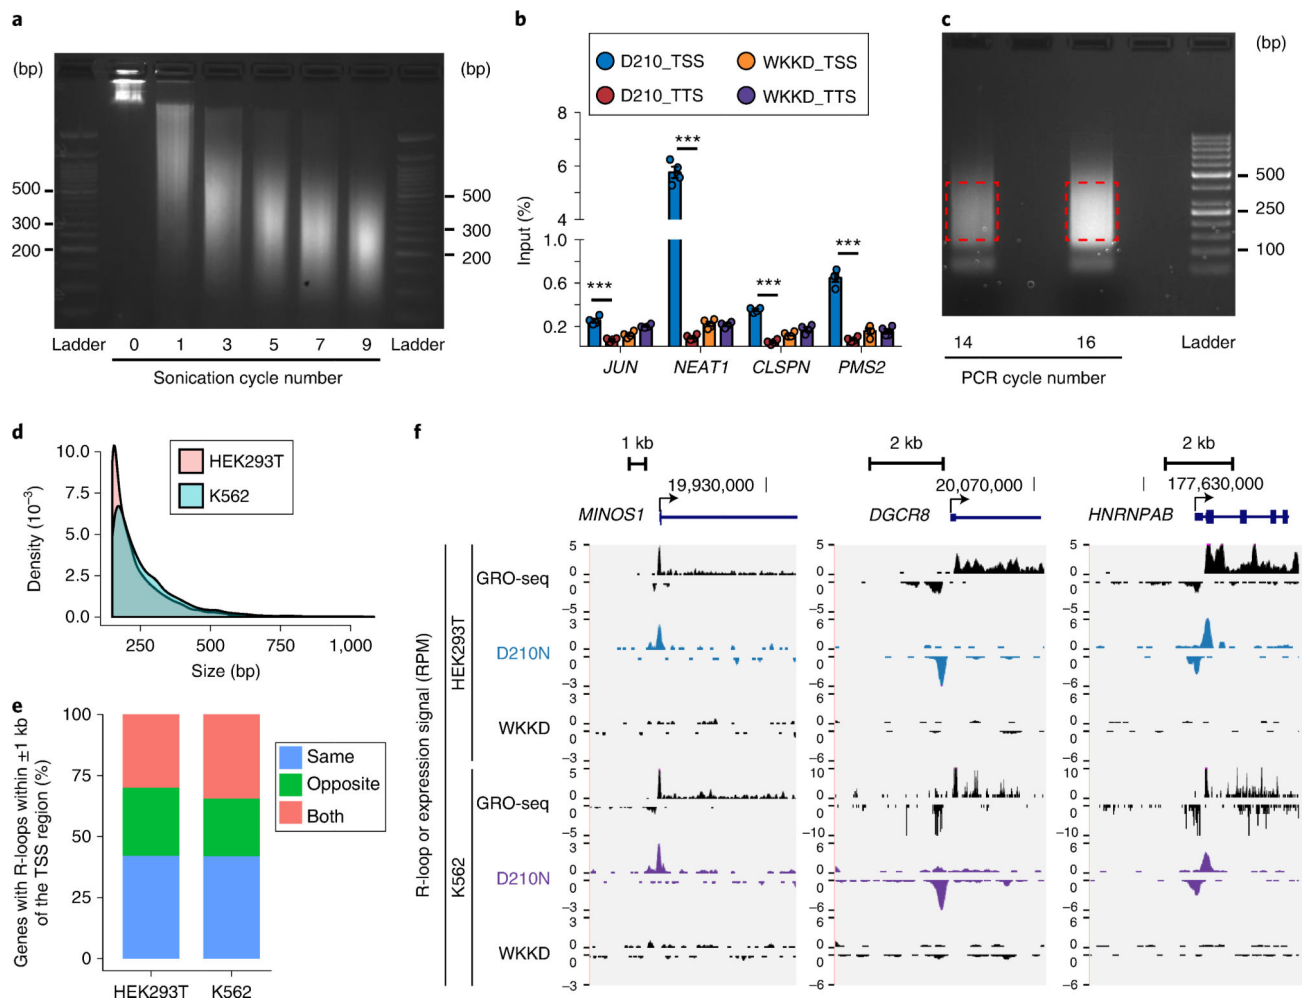 a
(bp)
(bp)
500
300
200
500
300
200
Ladder 0 1 3 5 7 9 Ladder
Sonication cycle number
b
D210_TSS WKKD_TSS
D210_TTS WKKD_TTS
Input (%)
8
6
4
1.0
0.6
0.2
***
***
***
***
JUN NEAT1 CLSPN PMS2
c
(bp)
500
250
100
14 16 Ladder
PCR cycle number
d
HEK293T
K562
Density (10⁻³)
10.0
7.5
5.0
2.5
0.0
250 500 750 1,000
Size (bp)
e
Genes with R-loops within ±1 kb
of the TSS region (%)
100
75
50
25
0
Same
Opposite
Both
HEK293T K562
f
1 kb 2 kb 2 kb
19,930,000 20,070,000 177,630,000
MINOS1 DGCR8 HNRNPAB
R-loop or expression signal (RPM)
HEK293T
GRO-seq
5 0 0 −5
5 0 0 −5
5 0 0 −5
D210N
3 0 0 −3
6 0 0 −6
6 0 0 −6
WKKD
3 0 0 −3
6 0 0 −6
6 0 0 −6
K562
GRO-seq
5 0 0 −5
10 0 0 −10
10 0 0 −10
D210N
3 0 0 −3
6 0 0 −6
6 0 0 −6
WKKD
3 0 0 −3
6 0 0 −6
6 0 0 −6